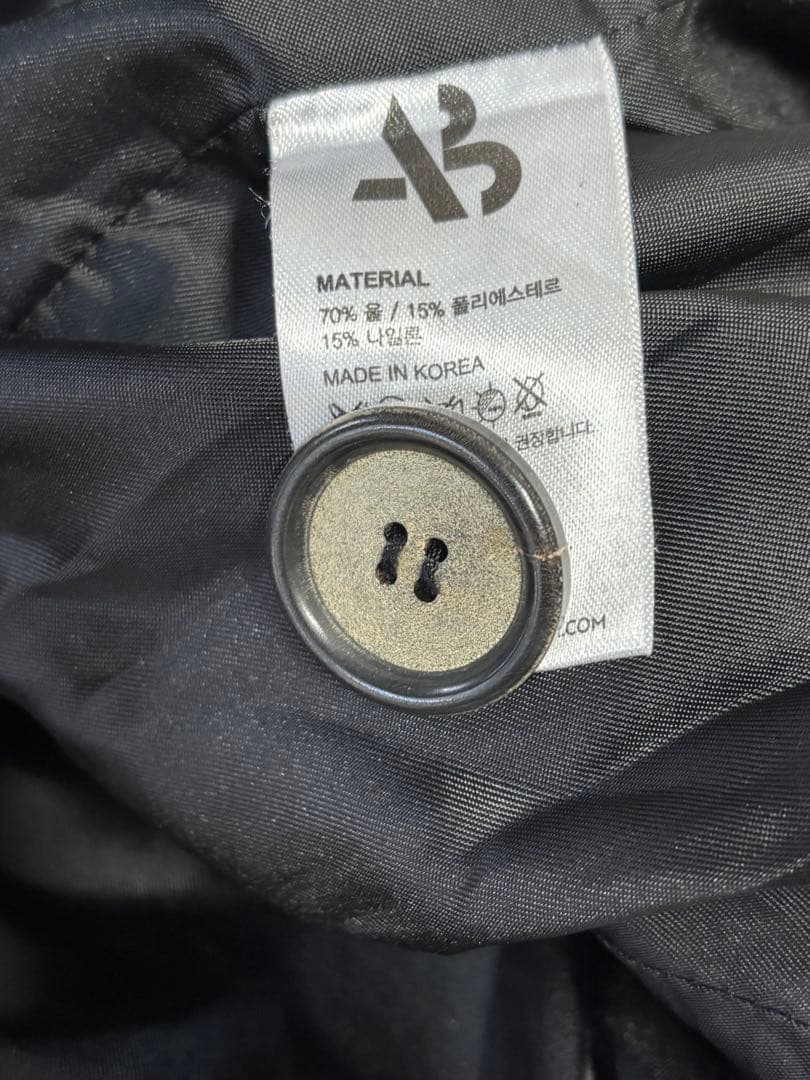 AB
MATERIAL
70% 울 / 15% 폴리에스테르
15% 나일론
MADE IN KOREA
권장합니다.
.COM